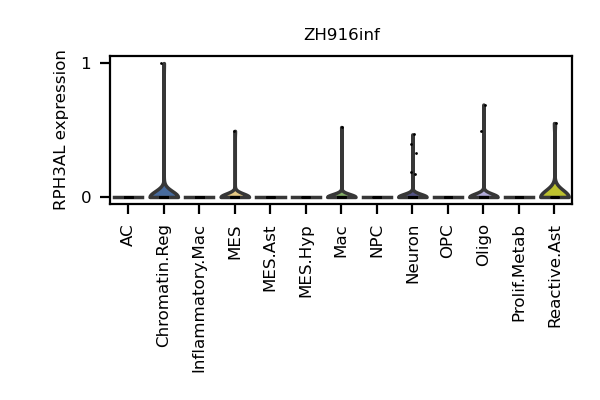 ZH916inf
RPH3AL expression
1
0
AC
Chromatin.Reg
Inflammatory.Mac
MES
MES.Ast
MES.Hyp
Mac
NPC
Neuron
OPC
Oligo
Prolif.Metab
Reactive.Ast